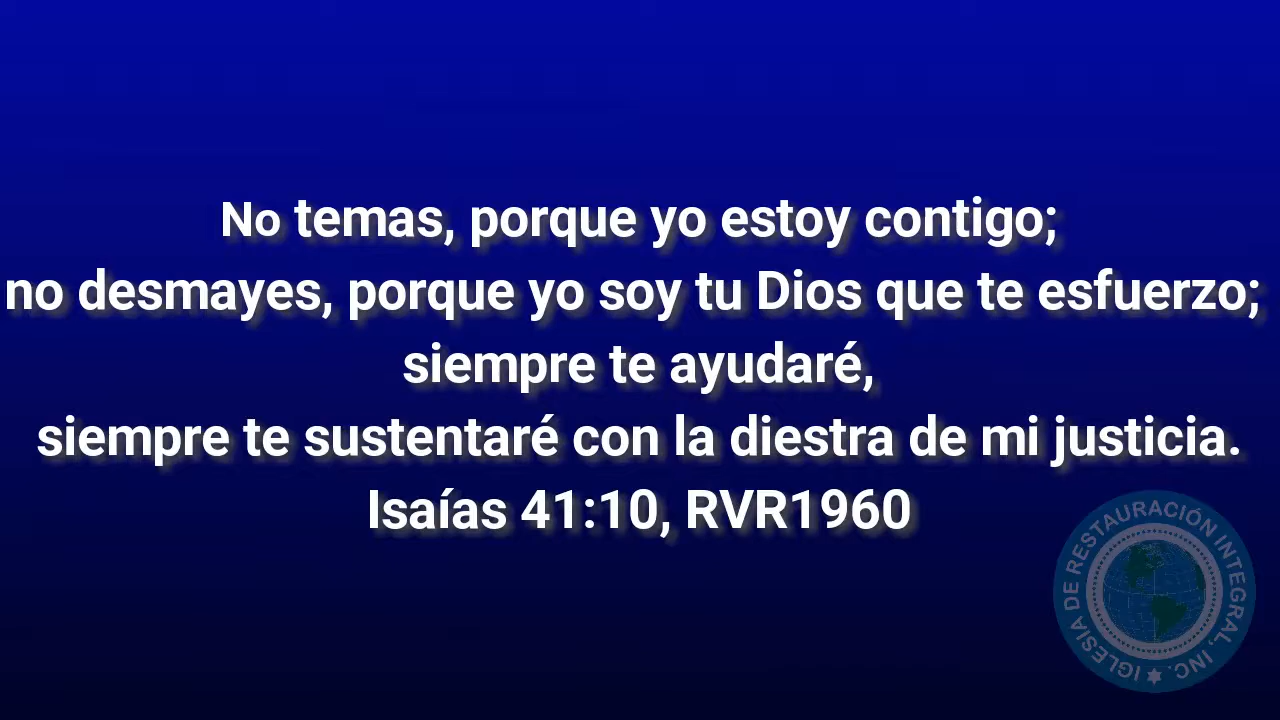 No temas, porque yo estoy contigo;
no desmayes, porque yo soy tu Dios que te esfuerzo;
siempre te ayudaré,
siempre te sustentaré con la diestra de mi justicia.
Isaías 41:10, RVR1960
IGLESIA DE RESTAURACIÓN INTEGRAL, INC.